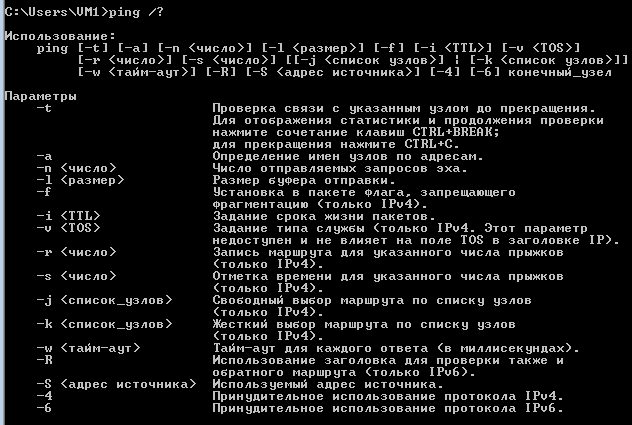 C:\Users\VM1>ping /?
Использование:
ping [-t] [-a] [-n <число>] [-l <размер>] [-f] [-i <TTL>] [-v <TOS>]
[-r <число>] [-s <число>] [[-j <список узлов>] ¦ [-k <список узлов>]]
[-w <тайм-аут>] [-R] [-S <адрес источника>] [-4] [-6] конечный_узел
Параметры
-t Проверка связи с указанным узлом до прекращения.
Для отображения статистики и продолжения проверки
нажмите сочетание клавиш CTRL+BREAK;
для прекращения нажмите CTRL+C.
-a Определение имен узлов по адресам.
-n <число> Число отправляемых запросов эха.
-l <размер> Размер буфера отправки.
-f Установка в пакете флага, запрещающего
фрагментацию (только IPv4).
-i <TTL> Задание срока жизни пакетов.
-v <TOS> Задание типа службы (только IPv4. Этот параметр
недоступен и не влияет на поле TOS в заголовке IP).
-r <число> Запись маршрута для указанного числа прыжков
(только IPv4).
-s <число> Отметка времени для указанного числа прыжков
(только IPv4).
-j <список_узлов> Свободный выбор маршрута по списку узлов
(только IPv4).
-k <список_узлов> Жесткий выбор маршрута по списку узлов
(только IPv4).
-w <тайм-аут> Тайм-аут для каждого ответа (в миллисекундах).
-R Использование заголовка для проверки также и
обратного маршрута (только IPv6).
-S <адрес источника> Используемый адрес источника.
-4 Принудительное использование протокола IPv4.
-6 Принудительное использование протокола IPv6.